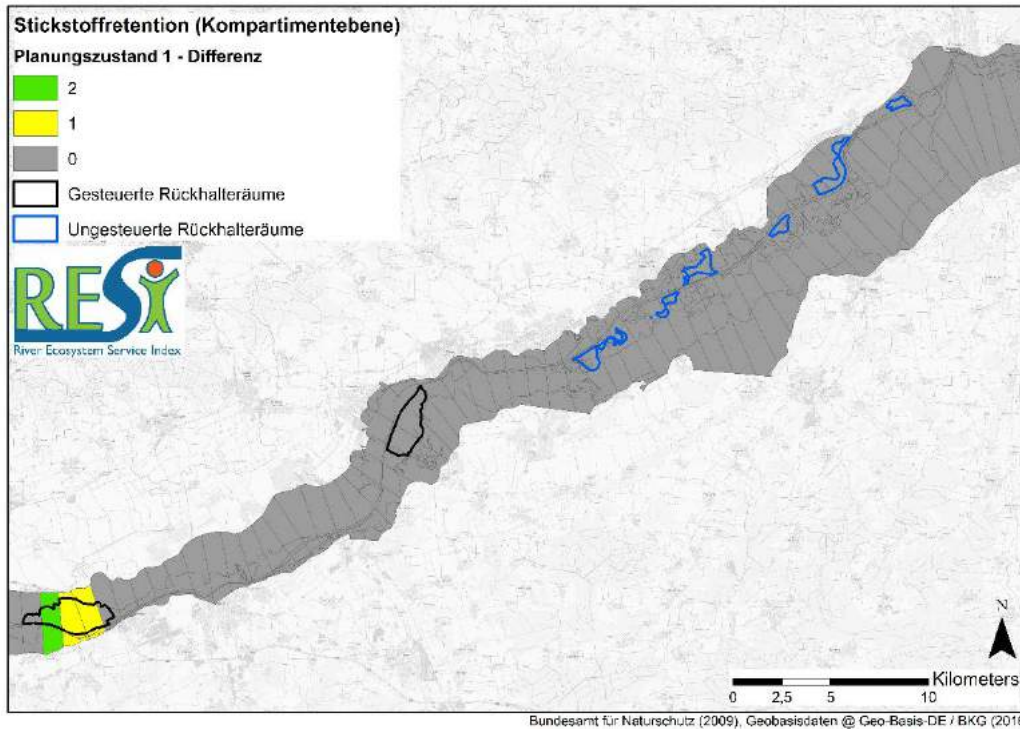 Stickstoffretention (Kompartimentebene)
Planungszustand 1 - Differenz
2
1
0
Gesteuerte Rückhalteräume
Ungesteuerte Rückhalteräume
RESI
River Ecosystem Service Index
N
Kilometers
0 2,5 5 10
Bundesamt für Naturschutz (2009), Geobasisdaten @ Geo-Basis-DE / BKG (2016